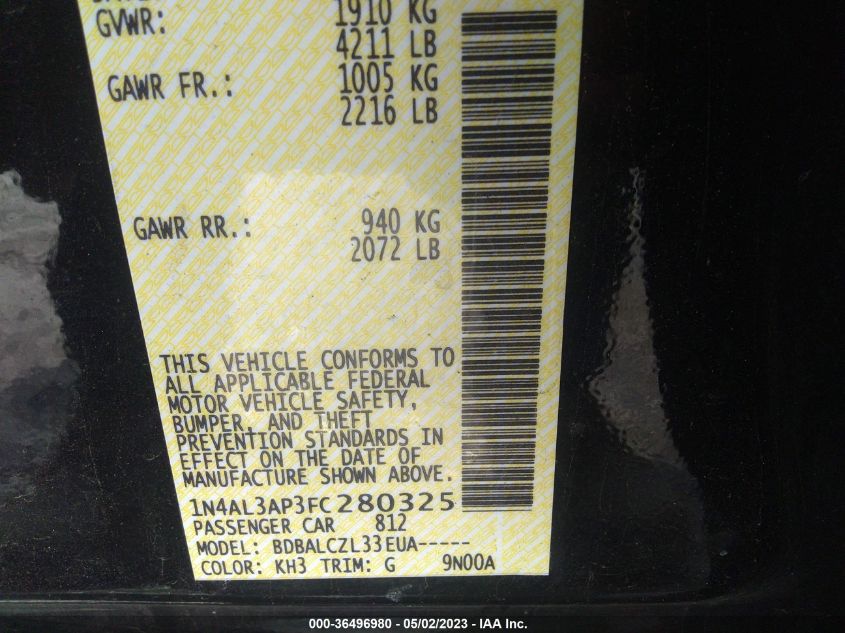 GVWR: 1910 KG
4211 LB
GAWR FR.: 1005 KG
2216 LB
GAWR RR.: 940 KG
2072 LB
THIS VEHICLE CONFORMS TO
ALL APPLICABLE FEDERAL
MOTOR VEHICLE SAFETY,
BUMPER, AND THEFT
PREVENTION STANDARDS IN
EFFECT ON THE DATE OF
MANUFACTURE SHOWN ABOVE.
1N4AL3AP3FC280325
PASSENGER CAR 812
MODEL: BDBALCZL33EUA-----
COLOR: KH3 TRIM: G 9N00A
000-36496980 - 05/02/2023 - IAA Inc.